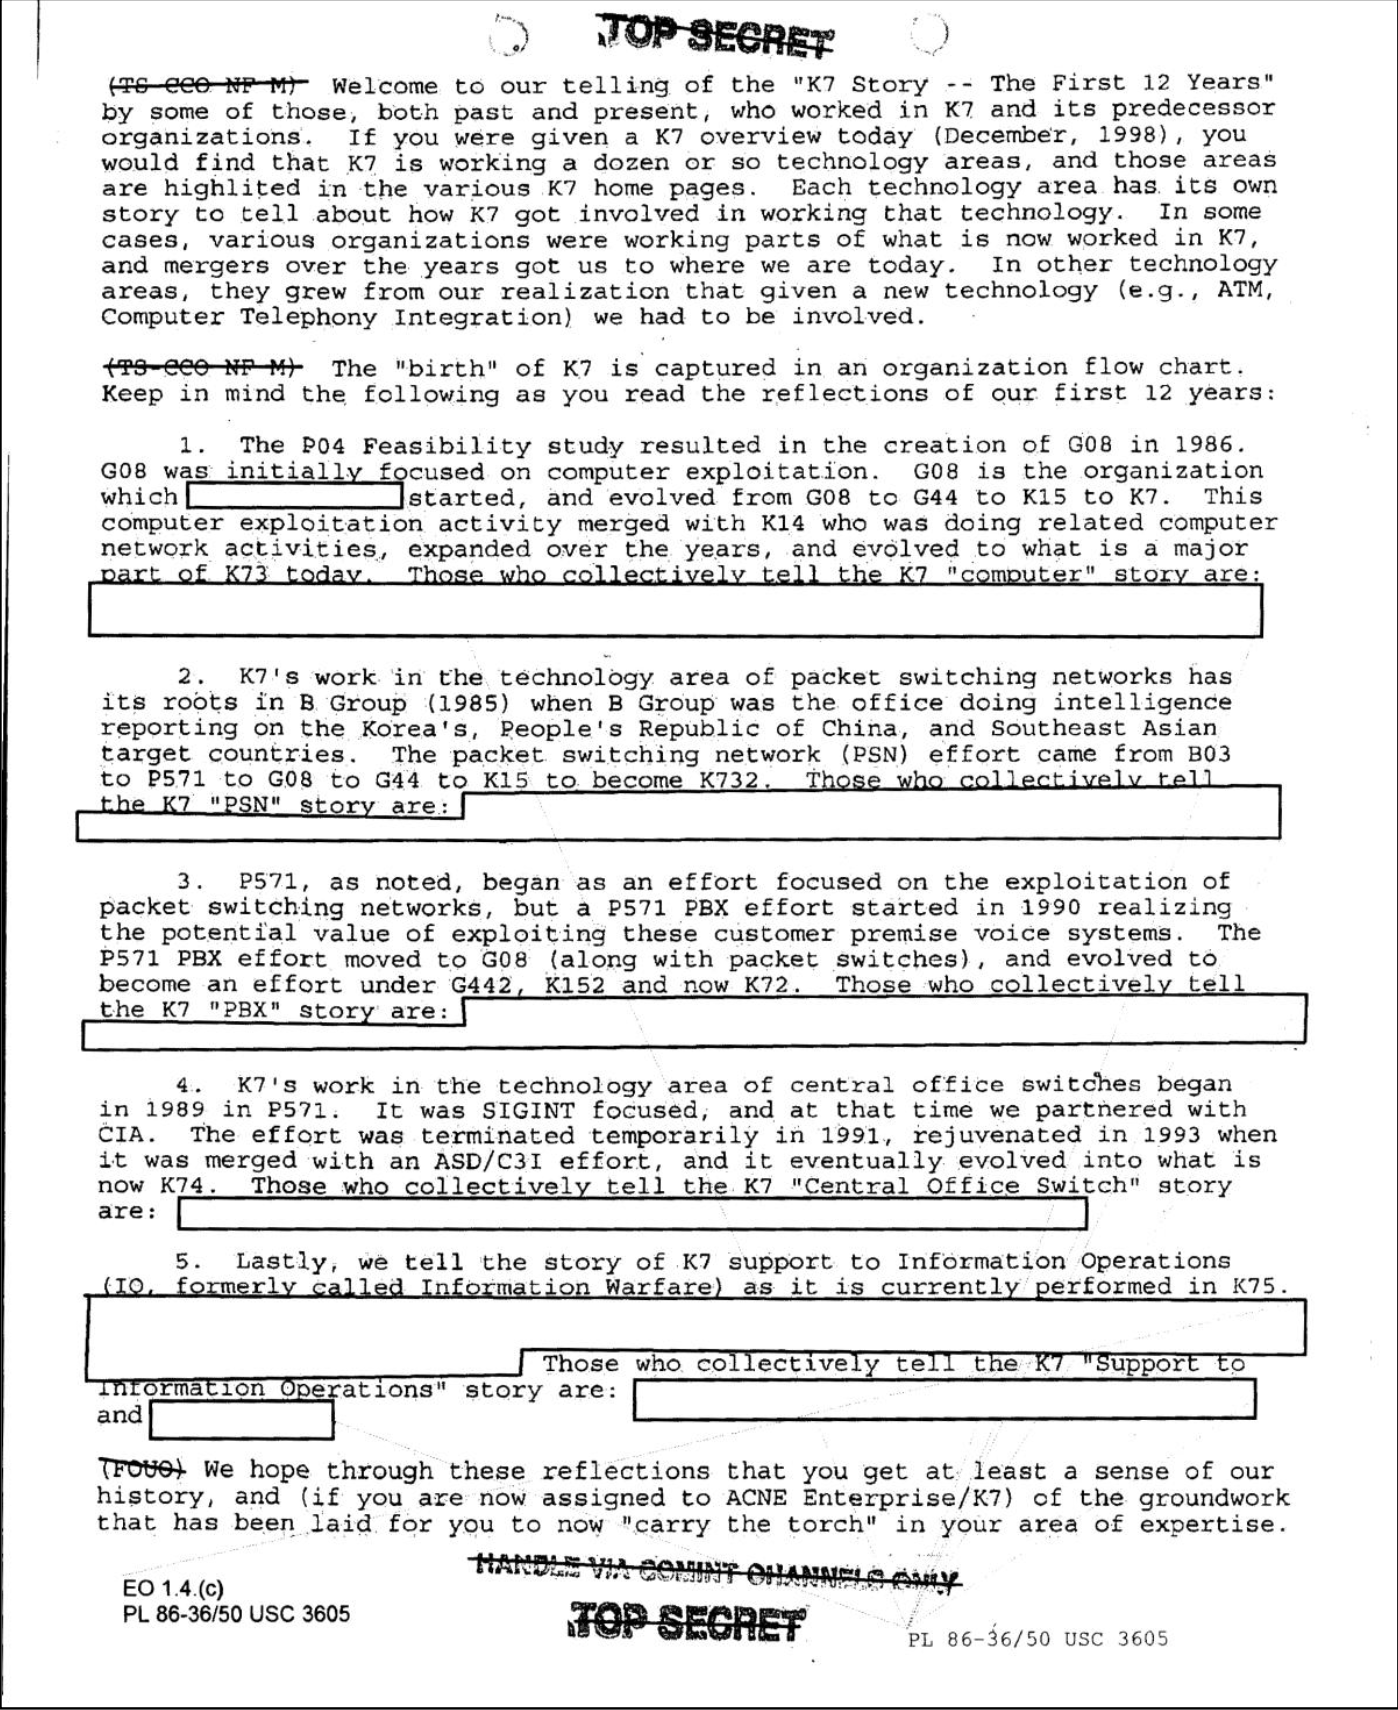 TOP SECRET
(TS CCO NF M) Welcome to our telling of the "K7 Story -- The First 12 Years"
by some of those, both past and present, who worked in K7 and its predecessor
organizations. If you were given a K7 overview today (December, 1998), you
would find that K7 is working a dozen or so technology areas, and those areas
are highlited in the various K7 home pages. Each technology area has its own
story to tell about how K7 got involved in working that technology. In some
cases, various organizations were working parts of what is now worked in K7,
and mergers over the years got us to where we are today. In other technology
areas, they grew from our realization that given a new technology (e.g., ATM,
Computer Telephony Integration) we had to be involved.
(TS-CCO NF M) The "birth" of K7 is captured in an organization flow chart.
Keep in mind the following as you read the reflections of our first 12 years:
1. The P04 Feasibility study resulted in the creation of G08 in 1986.
G08 was initially focused on computer exploitation. G08 is the organization
which started, and evolved from G08 to G44 to K15 to K7. This
computer exploitation activity merged with K14 who was doing related computer
network activities, expanded over the years, and evolved to what is a major
part of K73 today. Those who collectively tell the K7 "computer" story are:
2. K7's work in the technology area of packet switching networks has
its roots in B Group (1985) when B Group was the office doing intelligence
reporting on the Korea's, People's Republic of China, and Southeast Asian
target countries. The packet switching network (PSN) effort came from B03
to P571 to G08 to G44 to K15 to become K732. Those who collectively tell
the K7 "PSN" story are:
3. P571, as noted, began as an effort focused on the exploitation of
packet switching networks, but a P571 PBX effort started in 1990 realizing
the potential value of exploiting these customer premise voice systems. The
P571 PBX effort moved to G08 (along with packet switches), and evolved to
become an effort under G442, K152 and now K72. Those who collectively tell
the K7 "PBX" story are:
4. K7's work in the technology area of central office switches began
in 1989 in P571. It was SIGINT focused, and at that time we partnered with
CIA. The effort was terminated temporarily in 1991, rejuvenated in 1993 when
it was merged with an ASD/C3I effort, and it eventually evolved into what is
now K74. Those who collectively tell the K7 "Central Office Switch" story
are:
5. Lastly, we tell the story of K7 support to Information Operations
(IO, formerly called Information Warfare) as it is currently performed in K75.
Those who collectively tell the K7 "Support to
Information Operations" story are:
and
(FOUO) We hope through these reflections that you get at least a sense of our
history, and (if you are now assigned to ACNE Enterprise/K7) of the groundwork
that has been laid for you to now "carry the torch" in your area of expertise.
HANDLE VIA COMINT CHANNELS ONLY
EO 1.4.(c)
PL 86-36/50 USC 3605
TOP SECRET
PL 86-36/50 USC 3605